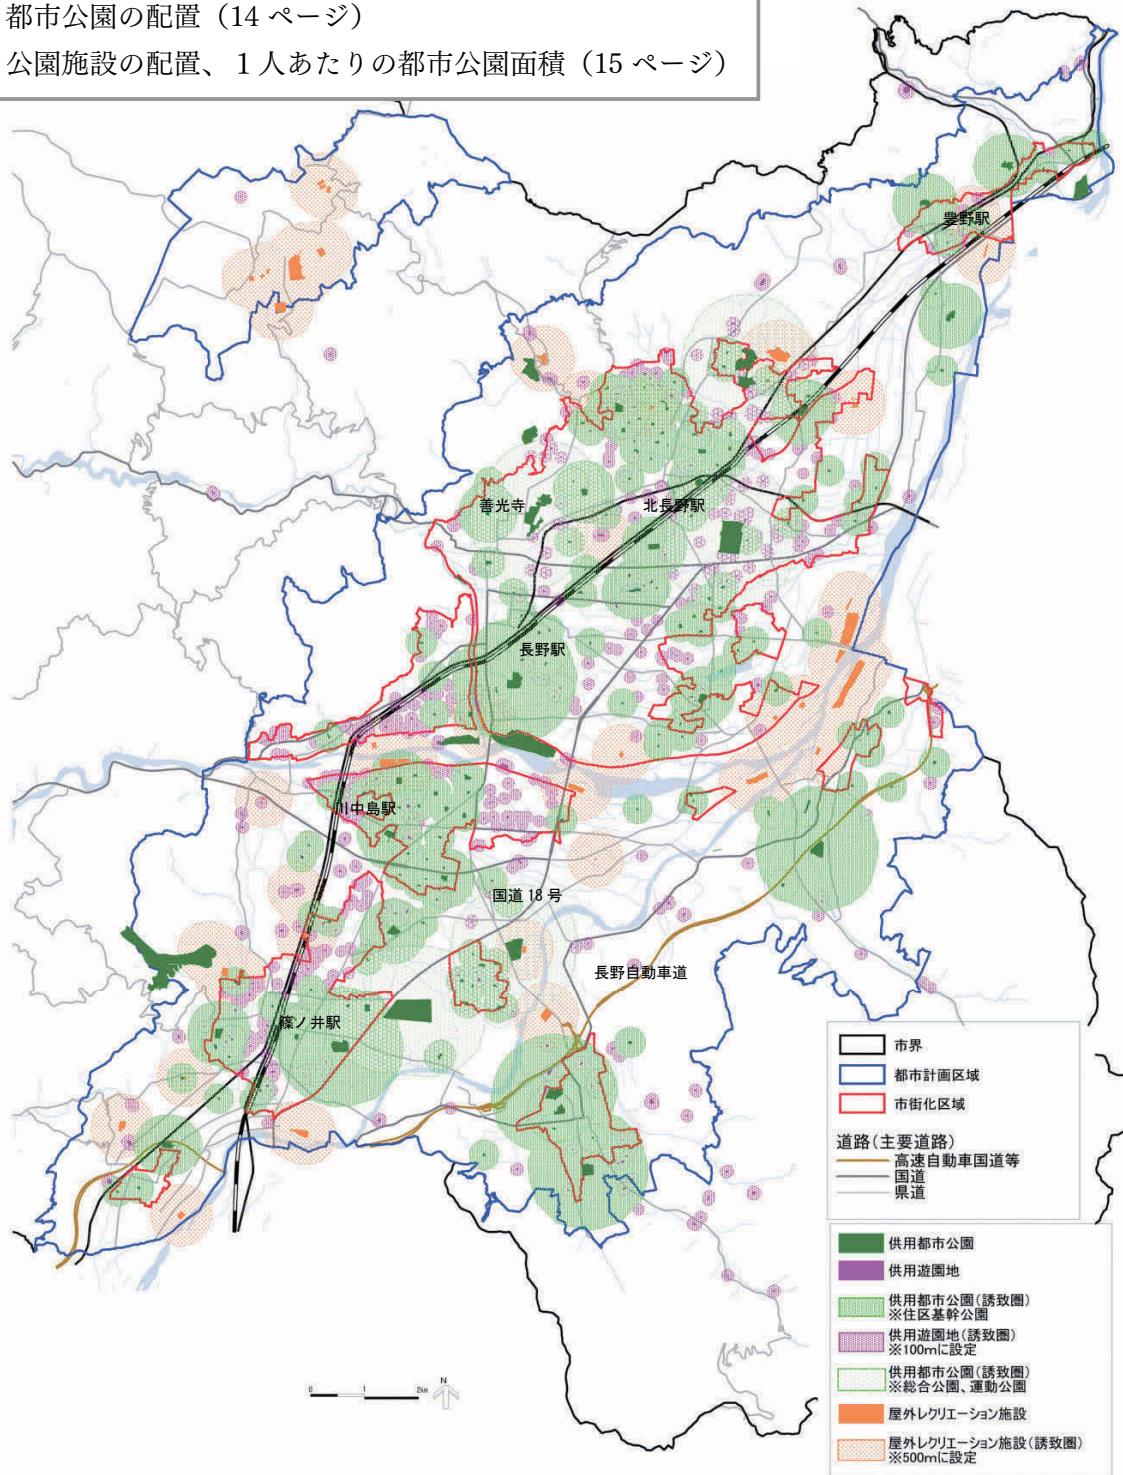 都市公園の配置（14 ページ）
公園施設の配置、１人あたりの都市公園面積（15 ページ）
豊野駅
善光寺
北長野駅
長野駅
川中島駅
国道 18 号
長野自動車道
篠ノ井駅
市界
都市計画区域
市街化区域
道路（主要道路）
高速自動車国道等
国道
県道
供用都市公園
供用遊園地
供用都市公園（誘致圏）
※住区基幹公園
供用遊園地（誘致圏）
※100mに設定
供用都市公園（誘致圏）
※総合公園、運動公園
屋外レクリエーション施設
屋外レクリエーション施設（誘致圏）
※500mに設定
0 1 2km
N